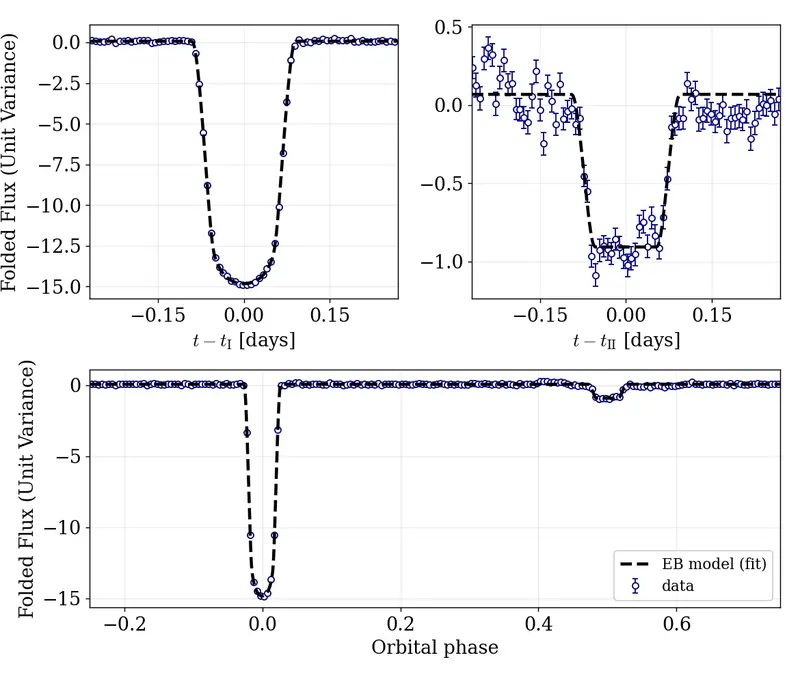 Folded Flux (Unit Variance)
0.0
−2.5
−5.0
−7.5
−10.0
−12.5
−15.0
−0.15 0.00 0.15
t − tI [days]
0.5
0.0
−0.5
−1.0
−0.15 0.00 0.15
t − tII [days]
Folded Flux (Unit Variance)
0
−5
−10
−15
−0.2 0.0 0.2 0.4 0.6
Orbital phase
EB model (fit)
data